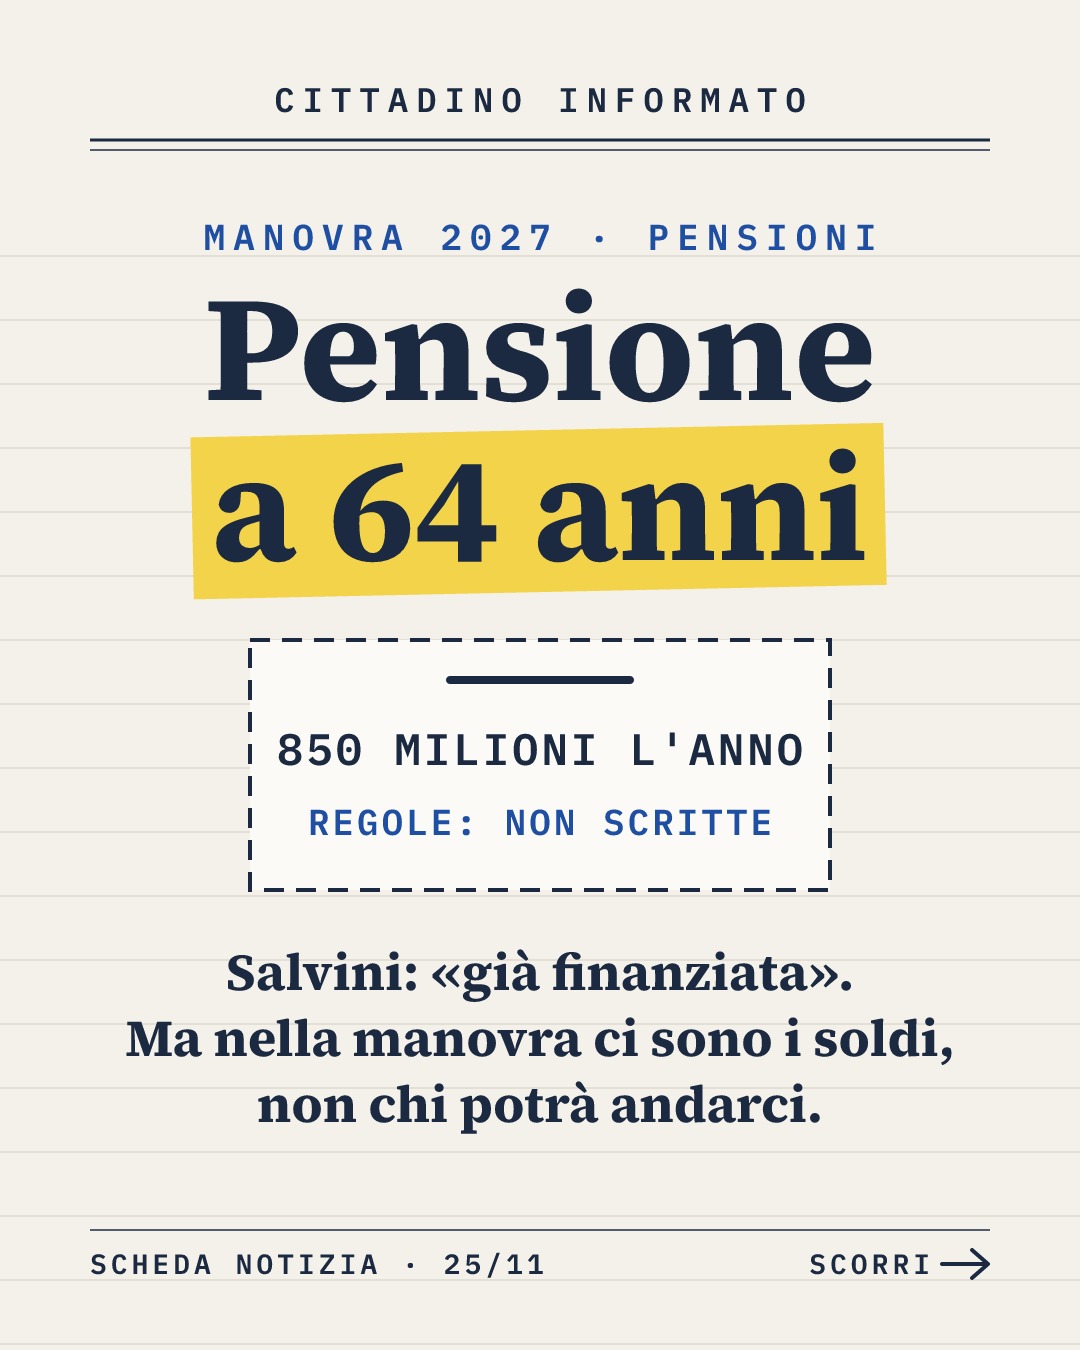 CITTADINO INFORMATO
MANOVRA 2027 · PENSIONI
Pensione
a 64 anni
850 MILIONI L'ANNO
REGOLE: NON SCRITTE
Salvini: «già finanziata».
Ma nella manovra ci sono i soldi,
non chi potrà andarci.
SCHEDA NOTIZIA · 25/11
SCORRI